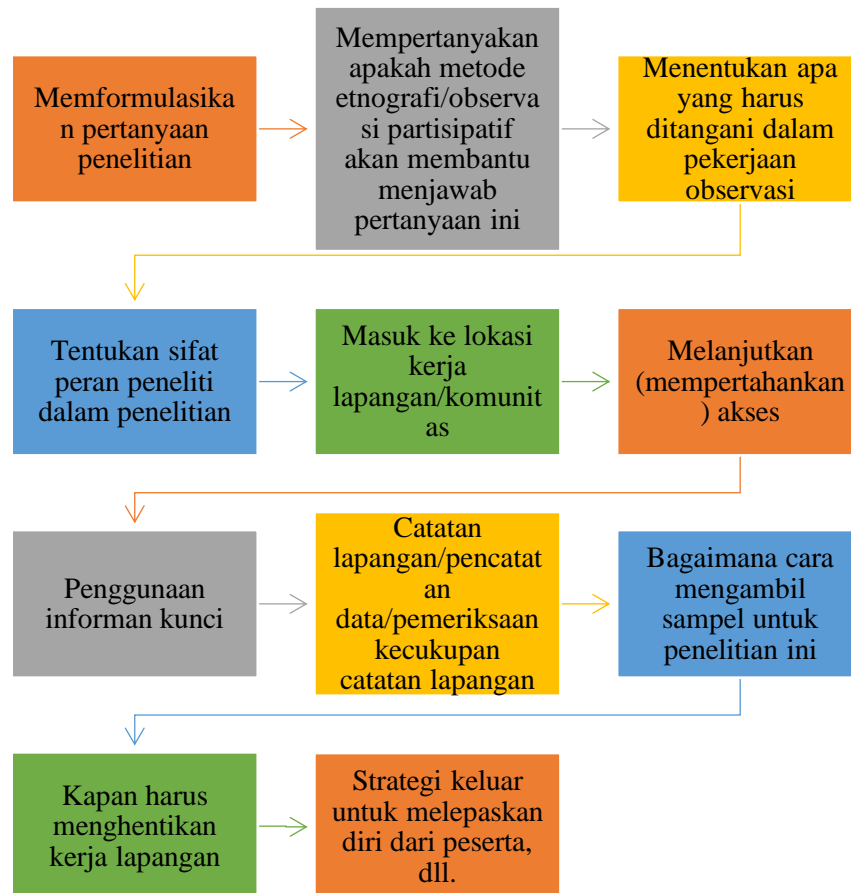 Memformulasika
n pertanyaan
penelitian
Mempertanyakan
apakah metode
etnografi/observa
si partisipatif
akan membantu
menjawab
pertanyaan ini
Menentukan apa
yang harus
ditangani dalam
pekerjaan
observasi
Tentukan sifat
peran peneliti
dalam penelitian
Masuk ke lokasi
kerja
lapangan/komunit
as
Melanjutkan
(mempertahankan
) akses
Penggunaan
informan kunci
Catatan
lapangan/pencatat
an
data/pemeriksaan
kecukupan
catatan lapangan
Bagaimana cara
mengambil
sampel untuk
penelitian ini
Kapan harus
menghentikan
kerja lapangan
Strategi keluar
untuk melepaskan
diri dari peserta,
dll.